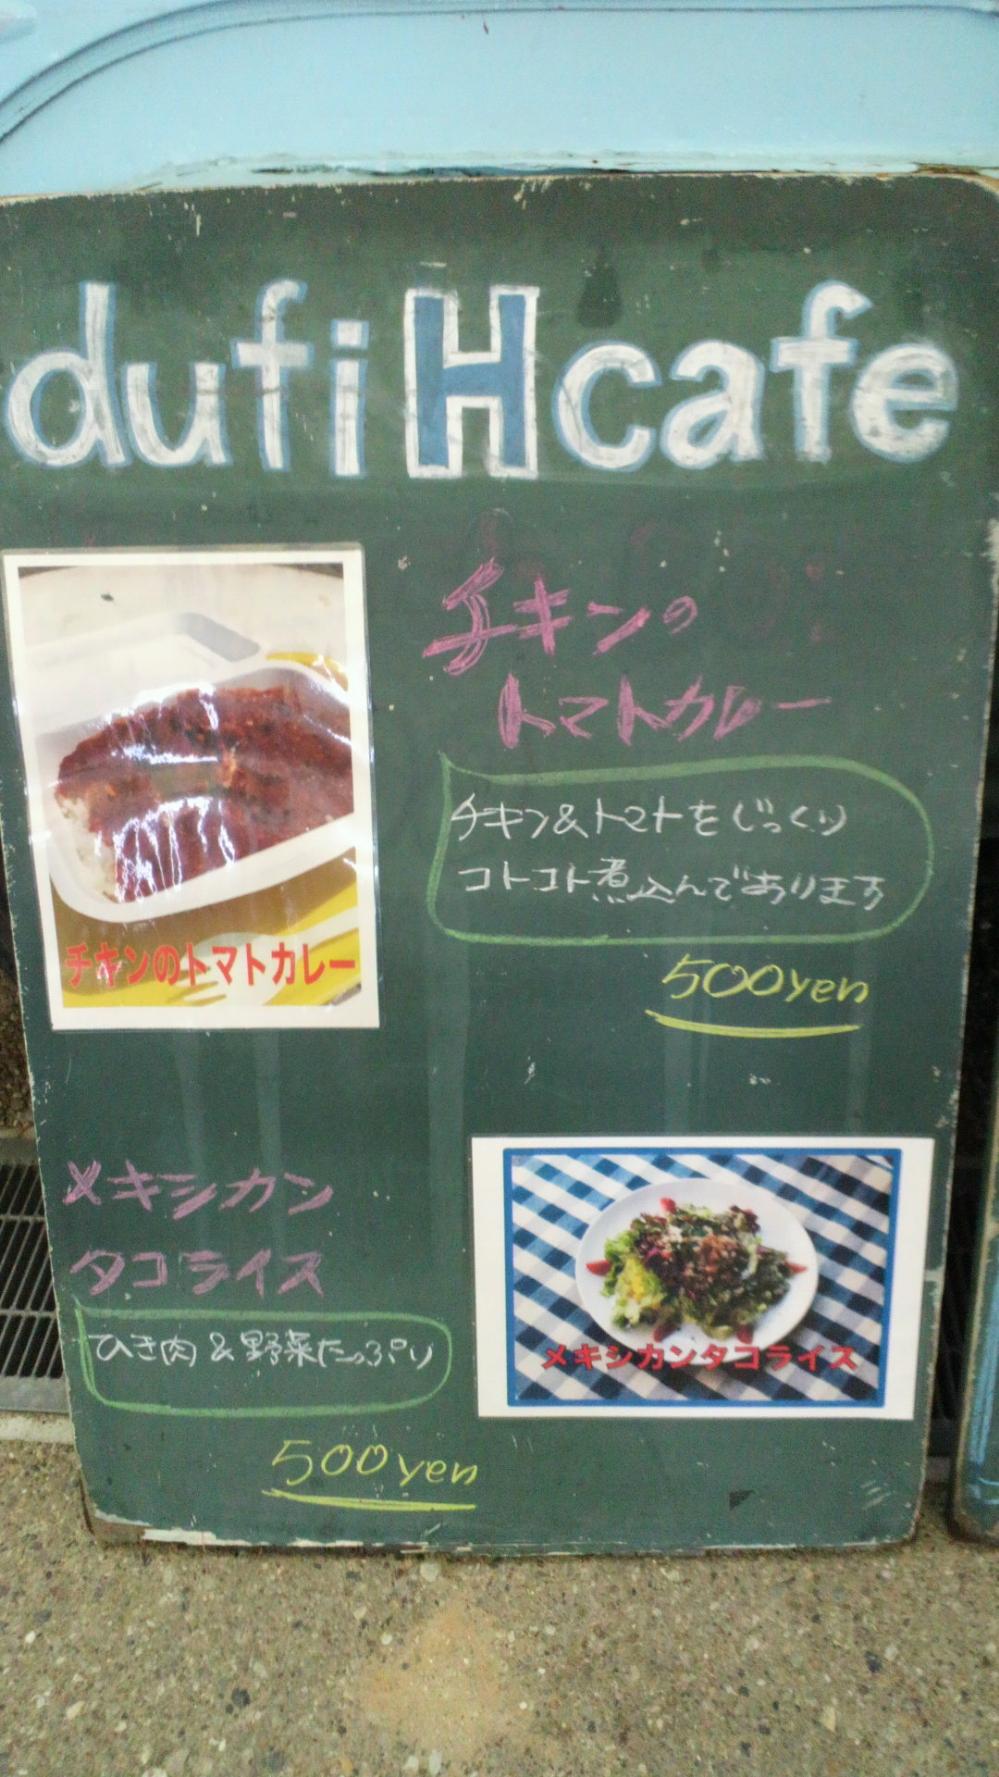 dufi H cafe
チキンの
トマトカレー
チキン&トマトをじっくり
コトコト煮込んであります
500yen
チキンのトマトカレー
メキシカン
タコライス
ひき肉&野菜たっぷり
500yen
メキシカンタコライス